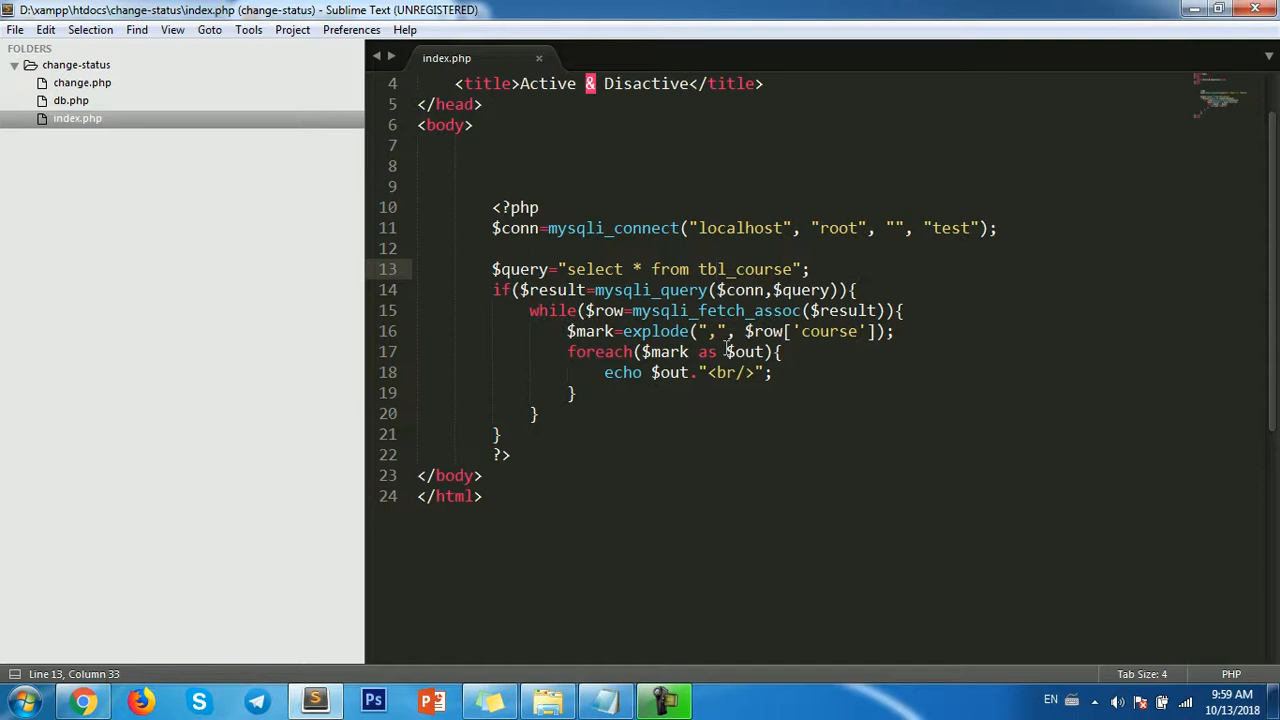 D:\xampp\htdocs\change-status\index.php (change-status) - Sublime Text (UNREGISTERED)
File Edit Selection Find View Goto Tools Project Preferences Help
FOLDERS
change-status
change.php
db.php
index.php
index.php ×
4 <title>Active & Disactive</title>
5 </head>
6 <body>
7
8
9
10 <?php
11 $conn=mysqli_connect("localhost", "root", "", "test");
12
13 $query="select * from tbl_course";
14 if($result=mysqli_query($conn,$query)){
15 while($row=mysqli_fetch_assoc($result)){
16 $mark=explode(",", $row['course']);
17 foreach($mark as $out){
18 echo $out."<br/>";
19 }
20 }
21 }
22 ?>
23 </body>
24 </html>
Line 13, Column 33
Tab Size: 4
PHP
EN
9:59 AM
10/13/2018